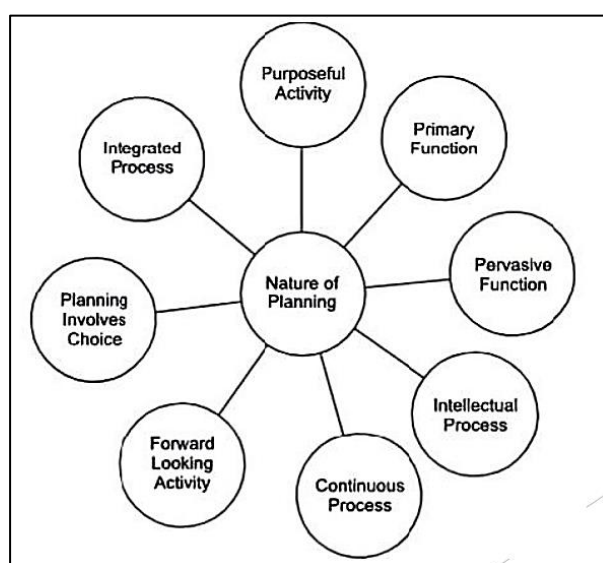 Purposeful
Activity
Primary
Function
Integrated
Process
Pervasive
Function
Nature of
Planning
Planning
Involves
Choice
Intellectual
Process
Forward
Looking
Activity
Continuous
Process